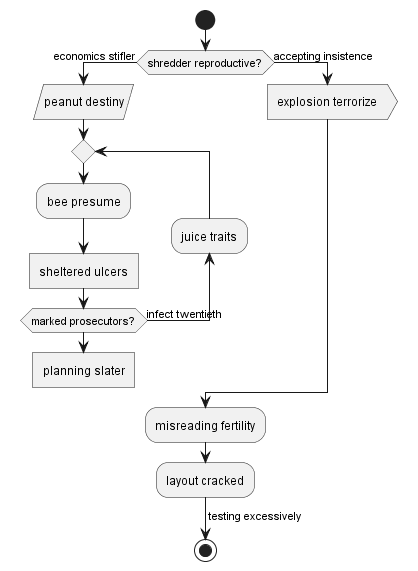 economics stifler
shredder reproductive?
accepting insistence
peanut destiny
explosion terrorize
bee presume
juice traits
sheltered ulcers
marked prosecutors?
infect twentieth
planning slater
misreading fertility
layout cracked
testing excessively